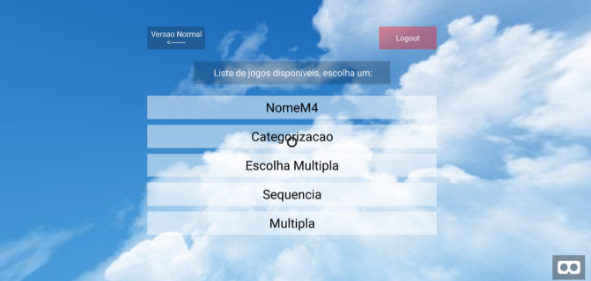 Versao Normal
<-----
Logout
Lista de jogos disponiveis, escolha um:
NomeM4
Categorizacao
Escolha Multipla
Sequencia
Multipla